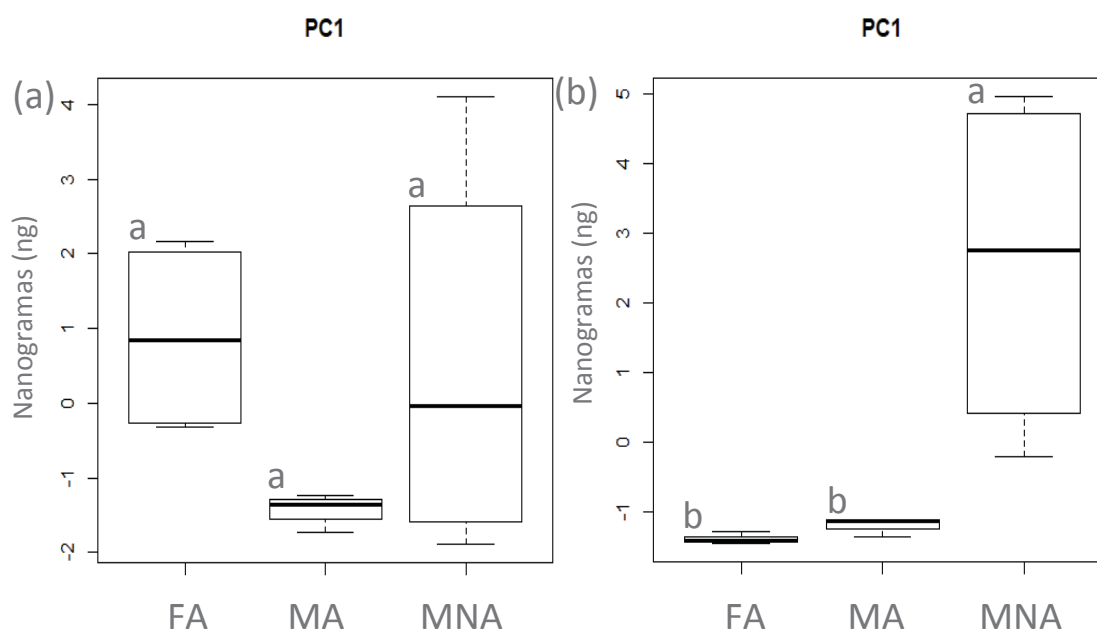 PC1
(a)
Nanogramas (ng)
4
3
2
1
0
-1
-2
a
a
a
FA MA MNA
PC1
(b)
Nanogramas (ng)
5
4
3
2
1
0
-1
b
b
a
FA MA MNA